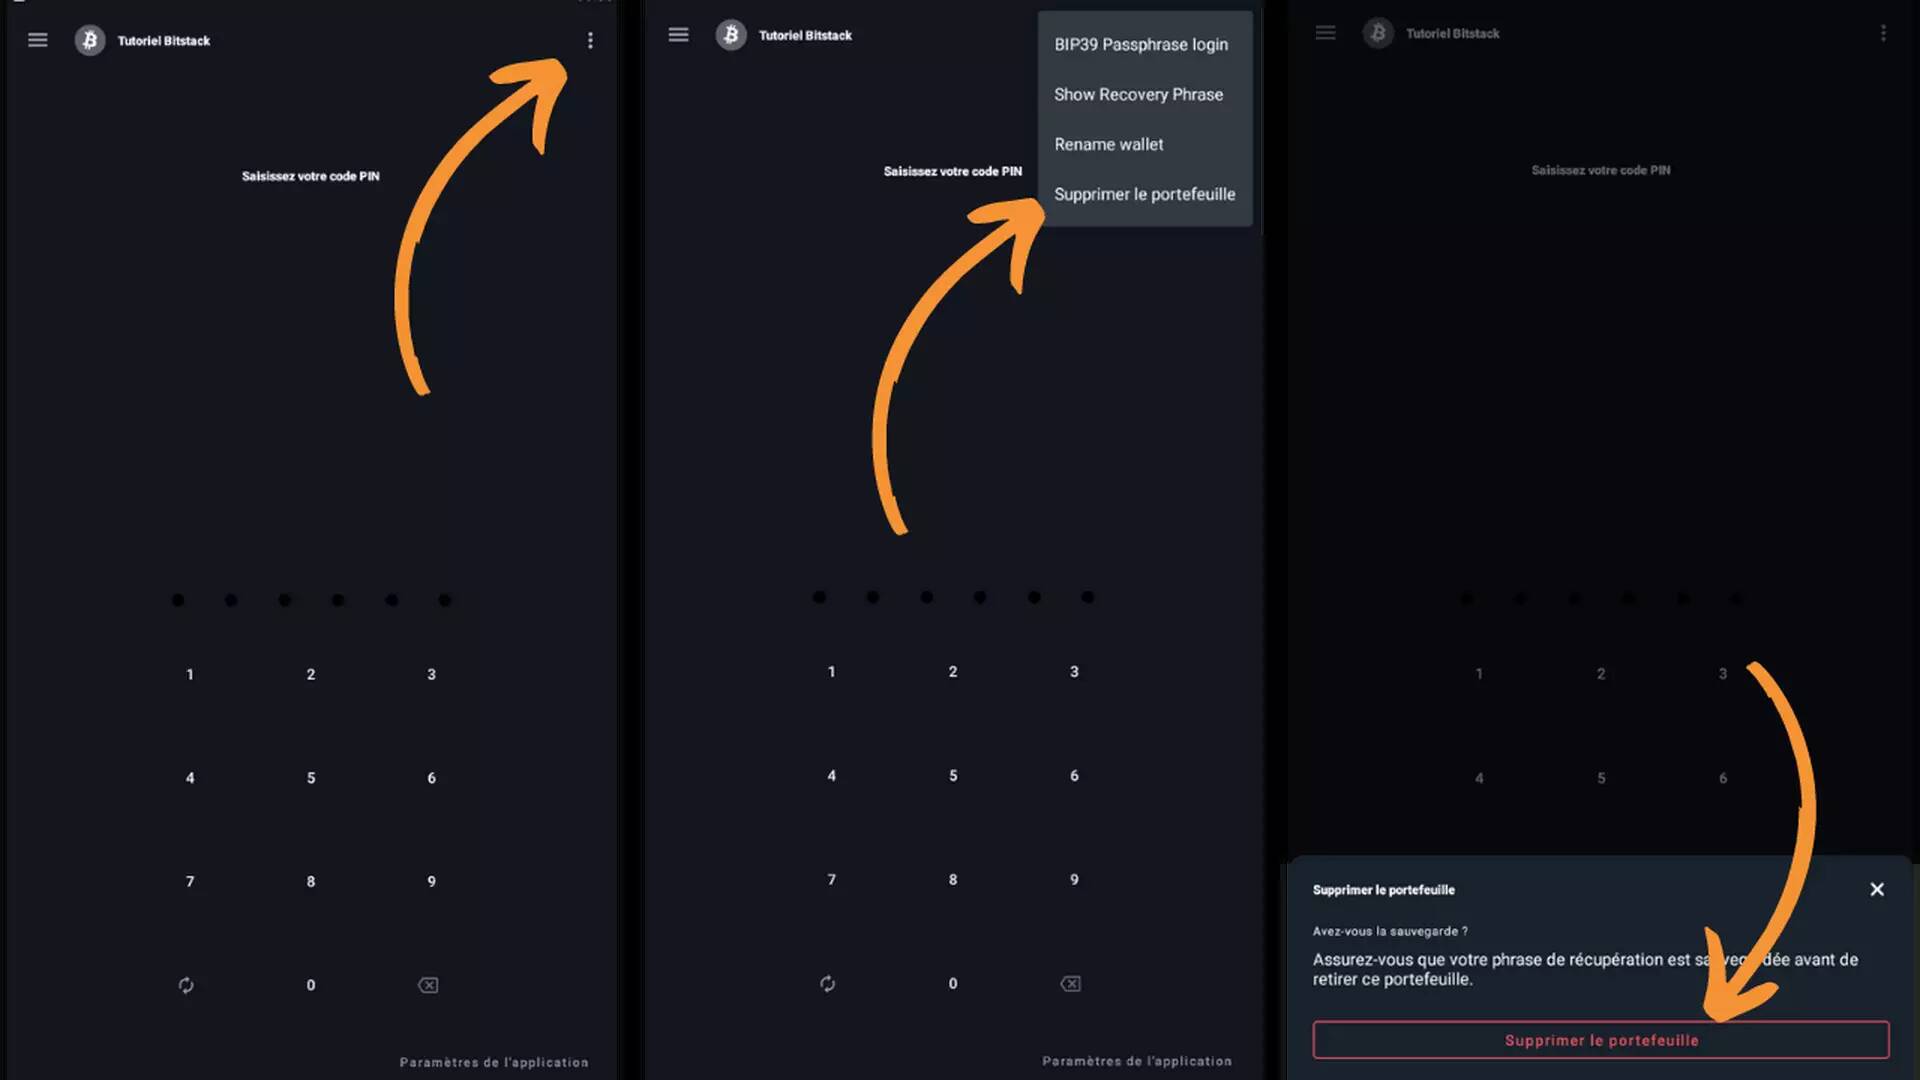 Tutoriel Bitstack
Saisissez votre code PIN
1 2 3
4 5 6
7 8 9
0
Paramètres de l'application
Tutoriel Bitstack
BIP39 Passphrase login
Show Recovery Phrase
Rename wallet
Supprimer le portefeuille
Saisissez votre code PIN
1 2 3
4 5 6
7 8 9
0
Paramètres de l'application
Tutoriel Bitstack
Saisissez votre code PIN
1 2 3
4 5 6
Supprimer le portefeuille
Avez-vous la sauvegarde ?
Assurez-vous que votre phrase de récupération est avant de
retirer ce portefeuille.
Supprimer le portefeuille